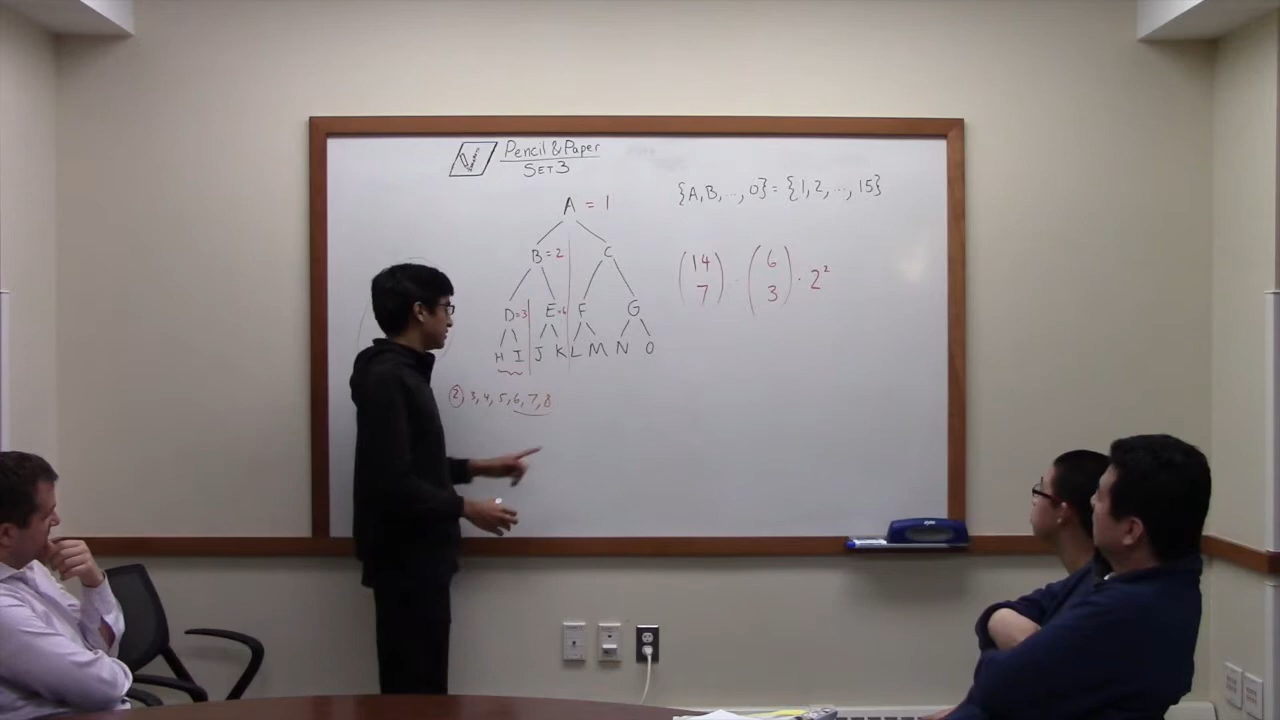 Pencil & Paper
SET 3
{A, B, ..., O} = {1, 2, ..., 15}
A = 1
B = 2 C
D = 3 E = 6 F G
H I J K L M N O
2, 3, 4, 5, 6, 7, 8
(14 7) · (6 3) · 2²